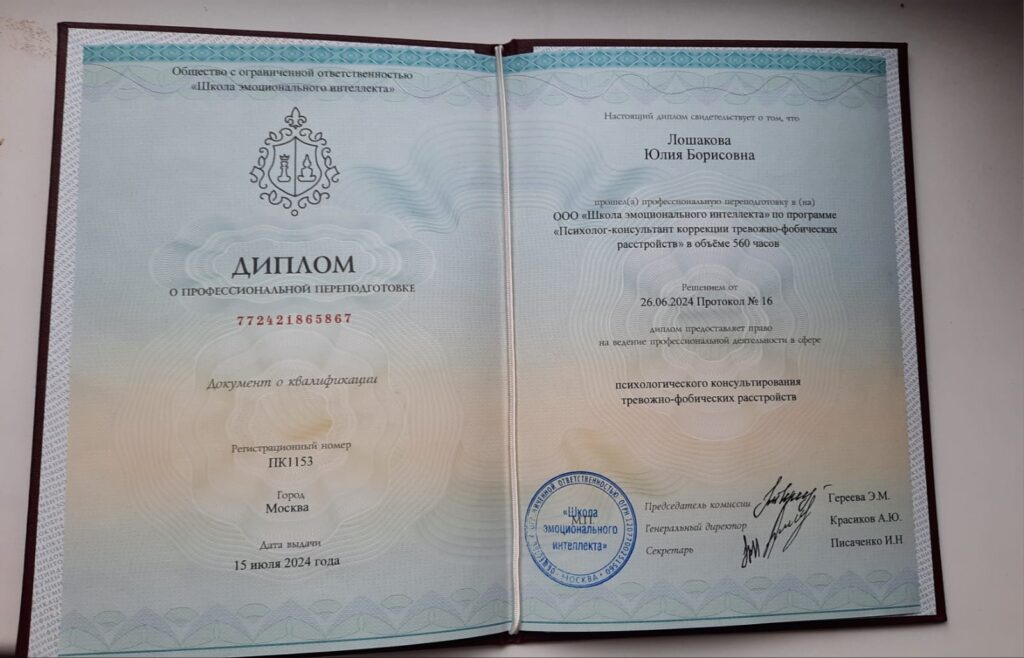 Общество с ограниченной ответственностью
«Школа эмоционального интеллекта»
ДИПЛОМ
О ПРОФЕССИОНАЛЬНОЙ ПЕРЕПОДГОТОВКЕ
772421865867
Документ о квалификации
Регистрационный номер
ПК1153
Город
Москва
Дата выдачи
15 июля 2024 года
Настоящий диплом свидетельствует о том, что
Лошакова
Юлия Борисовна
прошел(а) профессиональную переподготовку в (на)
ООО «Школа эмоционального интеллекта» по программе
«Психолог-консультант коррекции тревожно-фобических
расстройств» в объёме 560 часов
Решением от
26.06.2024 Протокол № 16
диплом предоставляет право
на ведение профессиональной деятельности в сфере
психологического консультирования
тревожно-фобических расстройств
Председатель комиссии
Гереева Э.М.
Генеральный директор
Красиков А.Ю.
Секретарь
Писаченко И.Н
М.П.
«Школа
эмоционального
интеллекта»
ОТВЕТСТВЕННОСТЬЮ ОГРН
МОСКВА